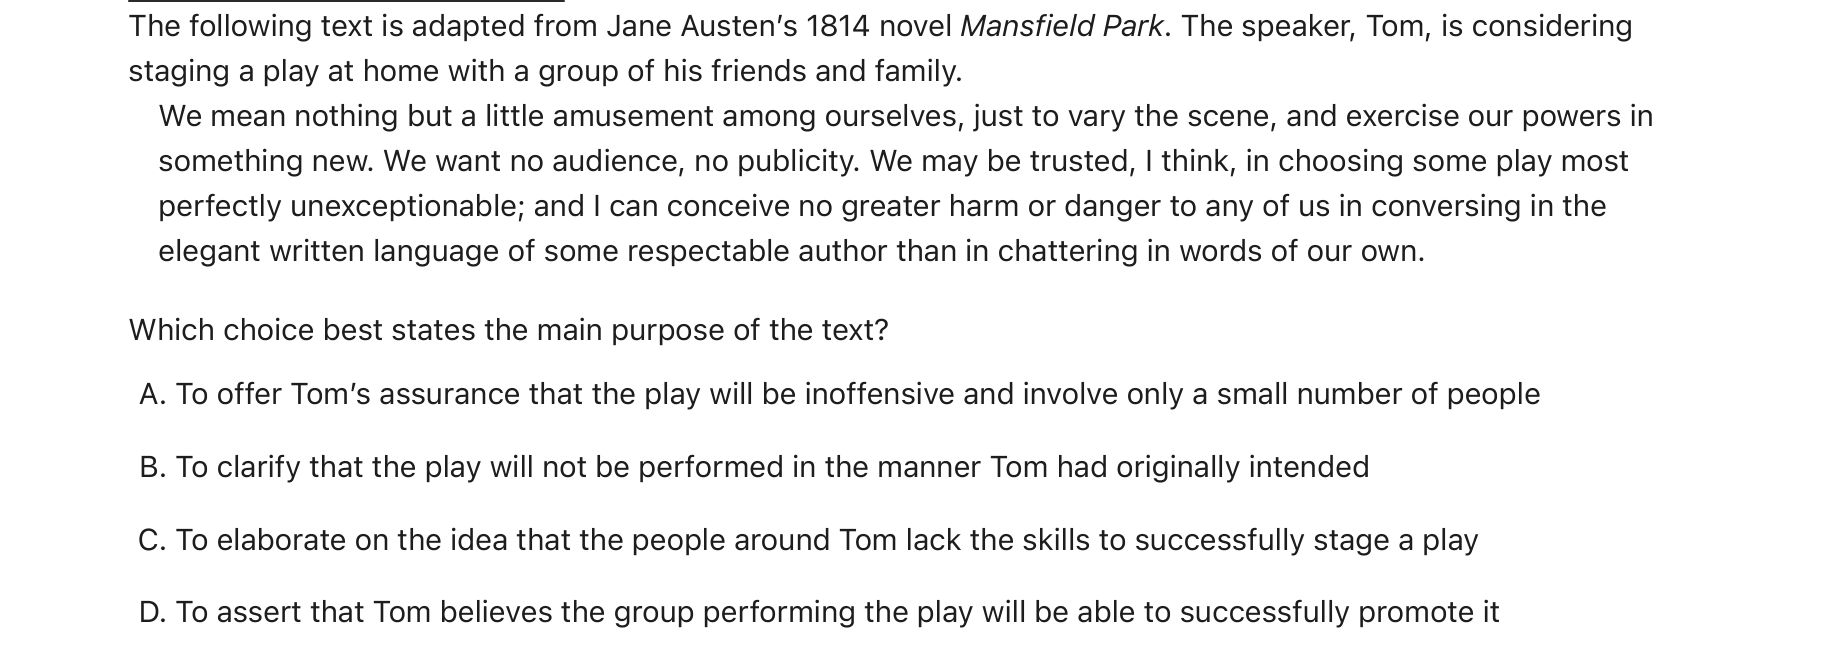 The following text is adapted from Jane Austen’s 1814 novel Mansfield Park. The speaker, Tom, is considering
staging a play at home with a group of his friends and family.
We mean nothing but a little amusement among ourselves, just to vary the scene, and exercise our powers in
something new. We want no audience, no publicity. We may be trusted, I think, in choosing some play most
perfectly unexceptionable; and I can conceive no greater harm or danger to any of us in conversing in the
elegant written language of some respectable author than in chattering in words of our own.
Which choice best states the main purpose of the text?
A. To offer Tom’s assurance that the play will be inoffensive and involve only a small number of people
B. To clarify that the play will not be performed in the manner Tom had originally intended
C. To elaborate on the idea that the people around Tom lack the skills to successfully stage a play
D. To assert that Tom believes the group performing the play will be able to successfully promote it